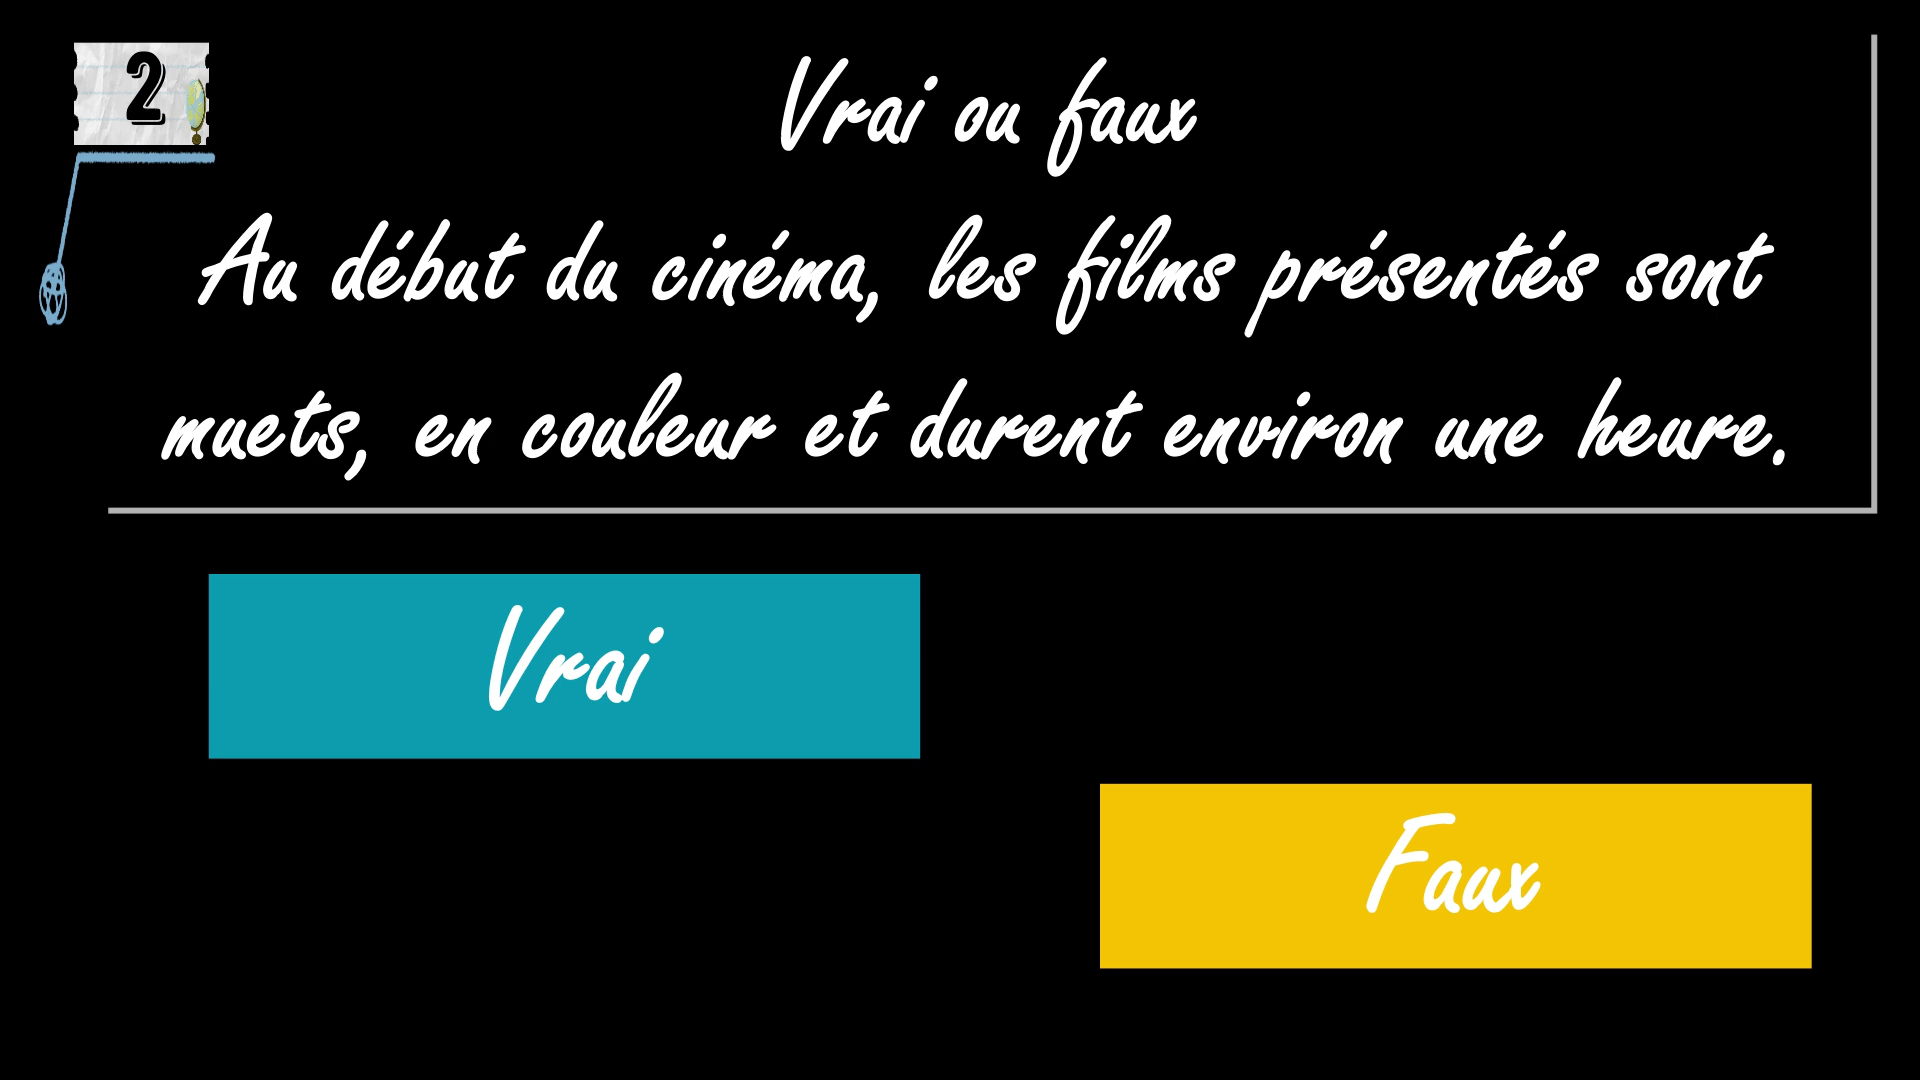 2
Vrai ou faux
Au début du cinéma, les films présentés sont
muets, en couleur et durent environ une heure.
Vrai
Faux